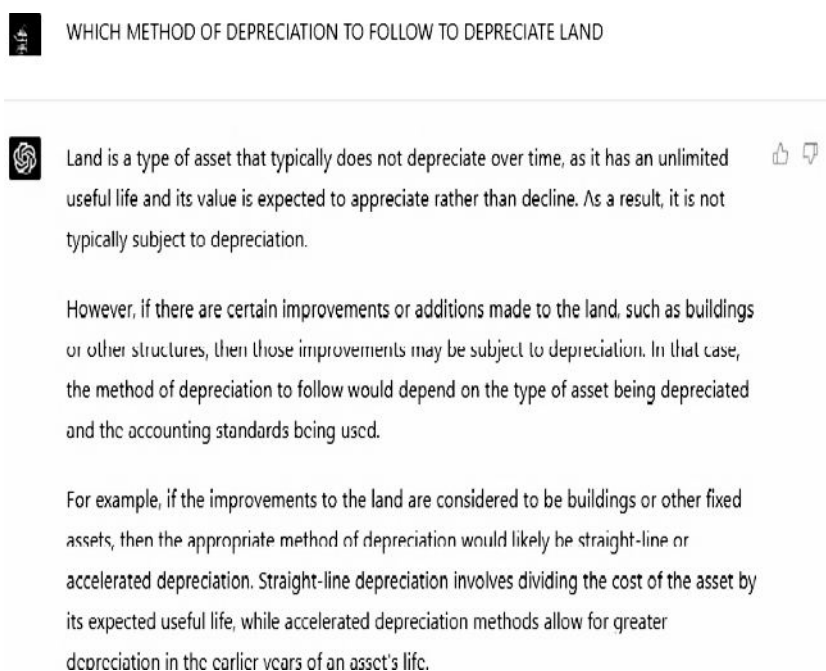 WHICH METHOD OF DEPRECIATION TO FOLLOW TO DEPRECIATE LAND
Land is a type of asset that typically does not depreciate over time, as it has an unlimited
useful life and its value is expected to appreciate rather than decline. As a result, it is not
typically subject to depreciation.
However, if there are certain improvements or additions made to the land, such as buildings
or other structures, then those improvements may be subject to depreciation. In that case,
the method of depreciation to follow would depend on the type of asset being depreciated
and the accounting standards being used.
For example, if the improvements to the land are considered to be buildings or other fixed
assets, then the appropriate method of depreciation would likely be straight-line or
accelerated depreciation. Straight-line depreciation involves dividing the cost of the asset by
its expected useful life, while accelerated depreciation methods allow for greater
depreciation in the earlier years of an asset's life.